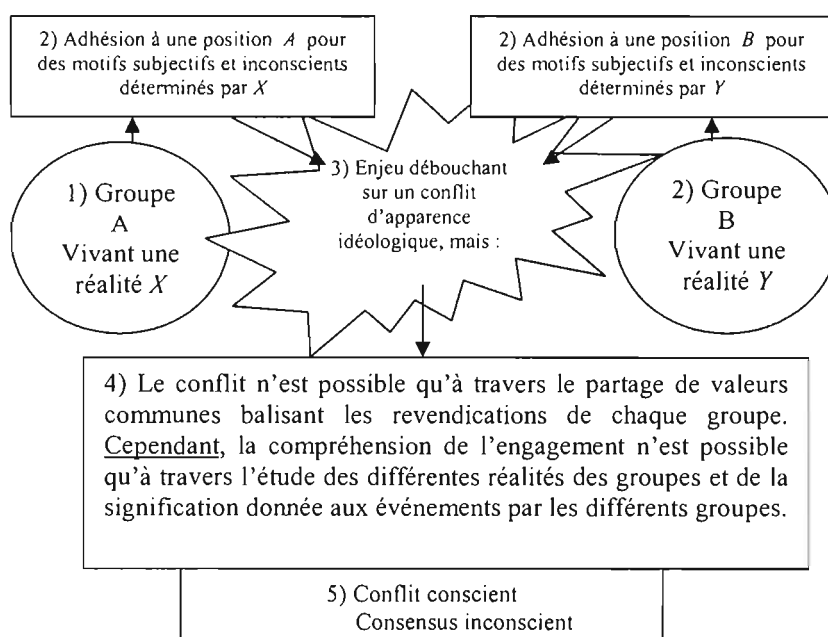 2) Adhésion à une position A pour
des motifs subjectifs et inconscients
déterminés par X
2) Adhésion à une position B pour
des motifs subjectifs et inconscients
déterminés par Y
1) Groupe
A
Vivant une
réalité X
3) Enjeu débouchant
sur un conflit
d'apparence
idéologique, mais :
2) Groupe
B
Vivant une
réalité Y
4) Le conflit n'est possible qu'à travers le partage de valeurs
communes balisant les revendications de chaque groupe.
Cependant, la compréhension de l'engagement n'est possible
qu'à travers l'étude des différentes réalités des groupes et de la
signification donnée aux événements par les différents groupes.
5) Conflit conscient
Consensus inconscient